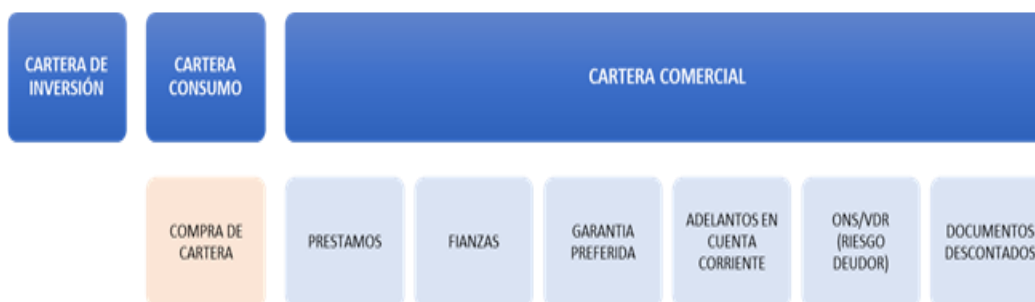 CARTERA DE
INVERSIÓN
CARTERA
CONSUMO
CARTERA COMERCIAL
COMPRA DE
CARTERA
PRESTAMOS
FIANZAS
GARANTIA
PREFERIDA
ADELANTOS EN
CUENTA
CORRIENTE
ONS/VDR
(RIESGO
DEUDOR)
DOCUMENTOS
DESCONTADOS